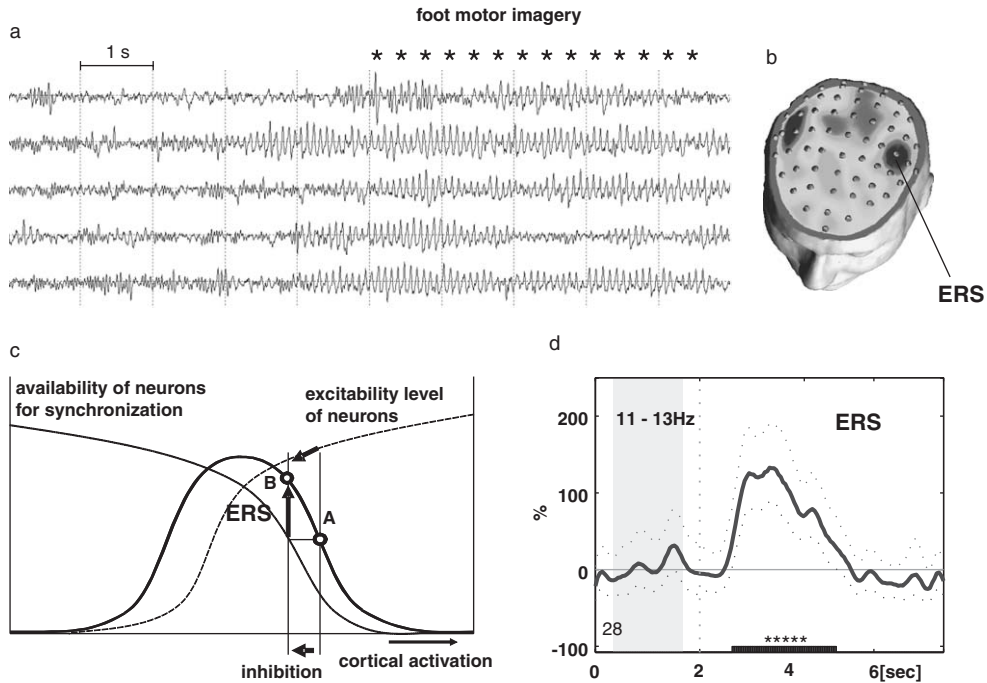 foot motor imagery
a
1 s
* * * * * * * * * * * * * *
b
ERS
c
availability of neurons
for synchronization
excitability level
of neurons
B
ERS
A
inhibition
cortical activation
d
11 - 13Hz
ERS
200
100
%
0
28
*****
-100
0
2
4
6[sec]